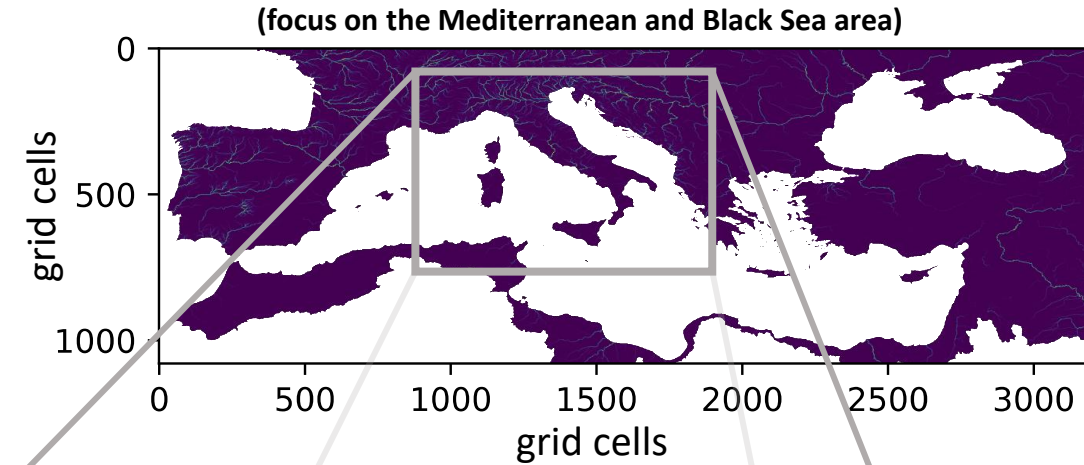 (focus on the Mediterranean and Black Sea area)
0
500
1000
grid cells
0 500 1000 1500 2000 2500 3000
grid cells